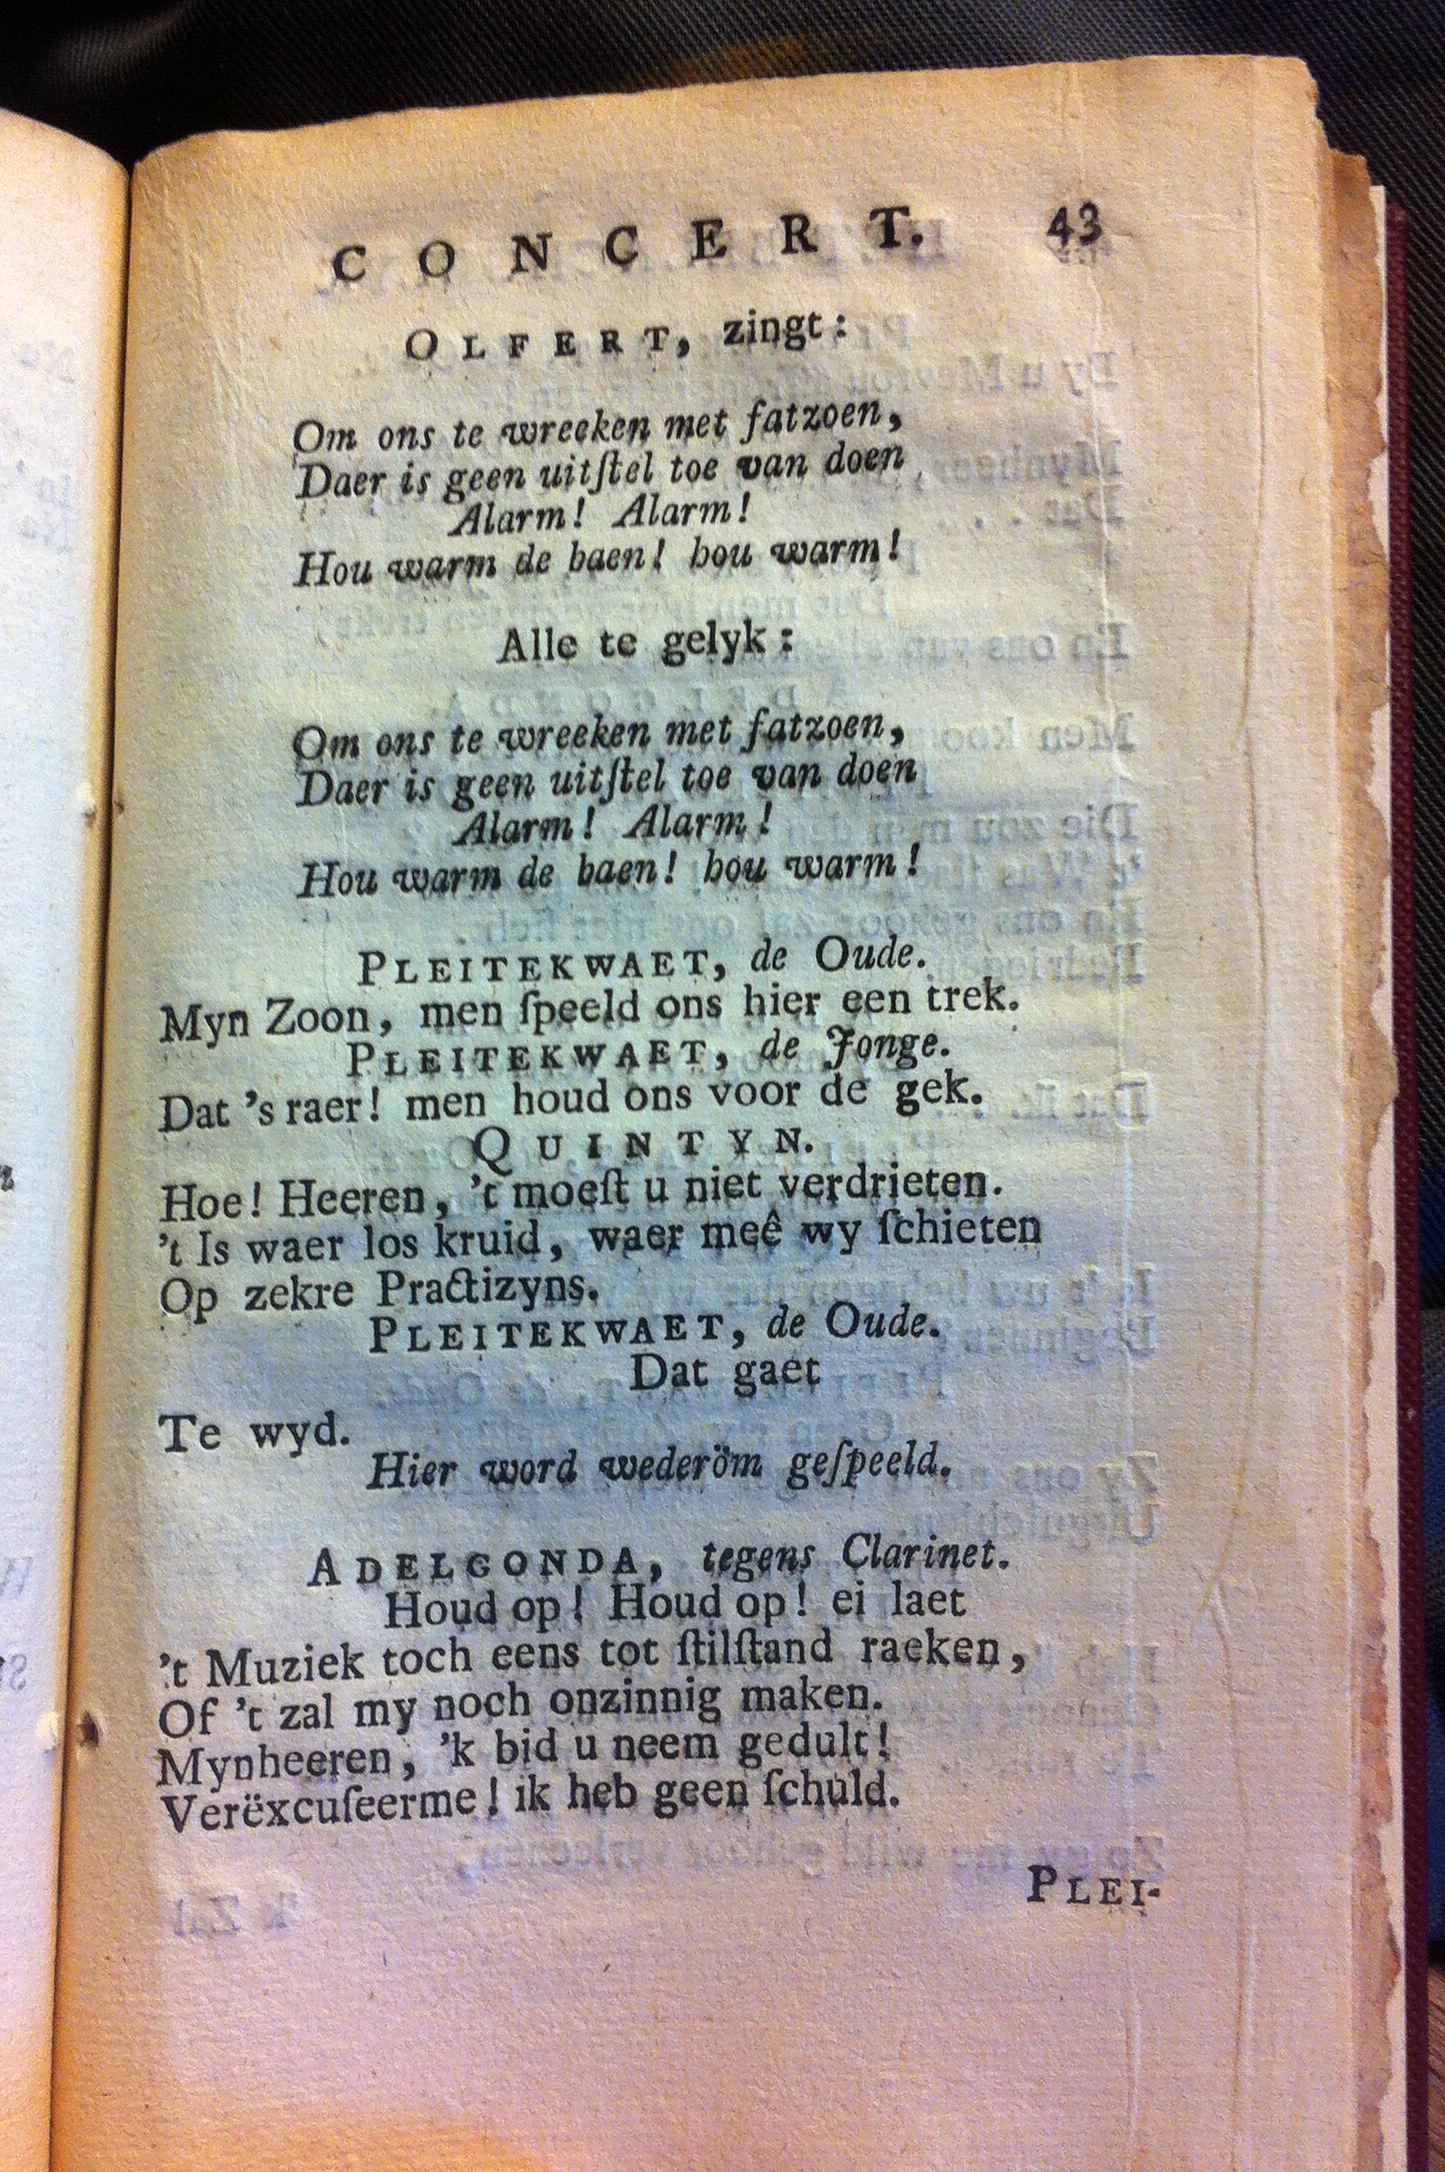 CONCERT. 43
OLFERT, zingt:
Om ons te wreeken met fatzoen,
Daer is geen uitſtel toe van doen
Alarm! Alarm!
Hou warm de baen! hou warm!
Alle te gelyk:
Om ons te wreeken met fatzoen,
Daer is geen uitſtel toe van doen
Alarm! Alarm!
Hou warm de baen! hou warm!
PLEITEKWAET, de Oude.
Myn Zoon, men ſpeeld ons hier een trek.
PLEITEKWAET, de Jonge.
Dat 's raer! men houd ons voor de gek.
QUINTYN.
Hoe! Heeren, 't moeſt u niet verdrieten.
't Is waer los kruid, waer meê wy ſchieten
Op zekre Practizyns.
PLEITEKWAET, de Oude.
Dat gaet
Te wyd.
Hier word wederöm geſpeeld.
ADELGONDA, tegens Clarinet.
Houd op! Houd op! ei laet
't Muziek toch eens tot ſtilſtand raeken,
Of 't zal my noch onzinnig maken.
Mynheeren, 'k bid u neem gedult!
Verëxcuſeerme! ik heb geen ſchuld.
PLEI-